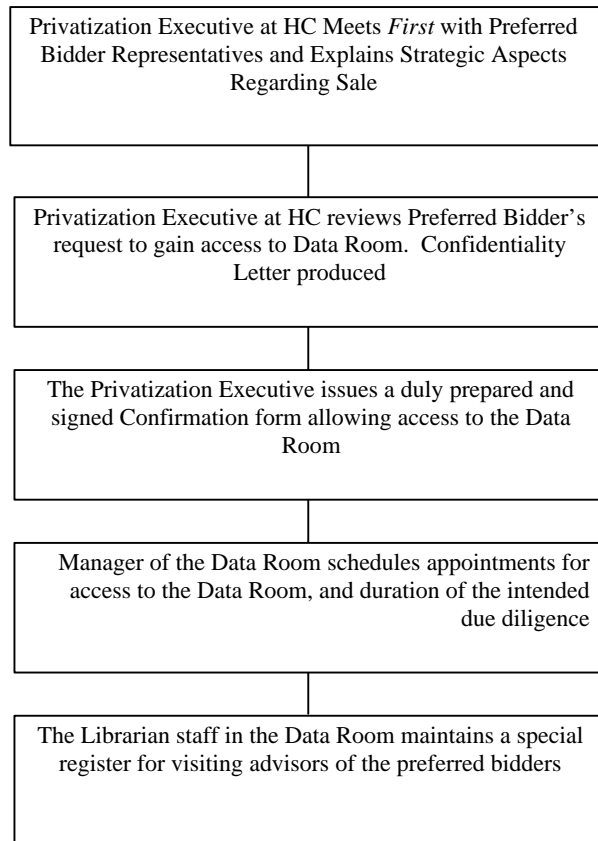 Privatization Executive at HC Meets First with Preferred
Bidder Representatives and Explains Strategic Aspects
Regarding Sale
Privatization Executive at HC reviews Preferred Bidder’s
request to gain access to Data Room.  Confidentiality
Letter produced
The Privatization Executive issues a duly prepared and
signed Confirmation form allowing access to the Data
Room
Manager of the Data Room schedules appointments for
access to the Data Room, and duration of the intended
due diligence
The Librarian staff in the Data Room maintains a special
register for visiting advisors of the preferred bidders